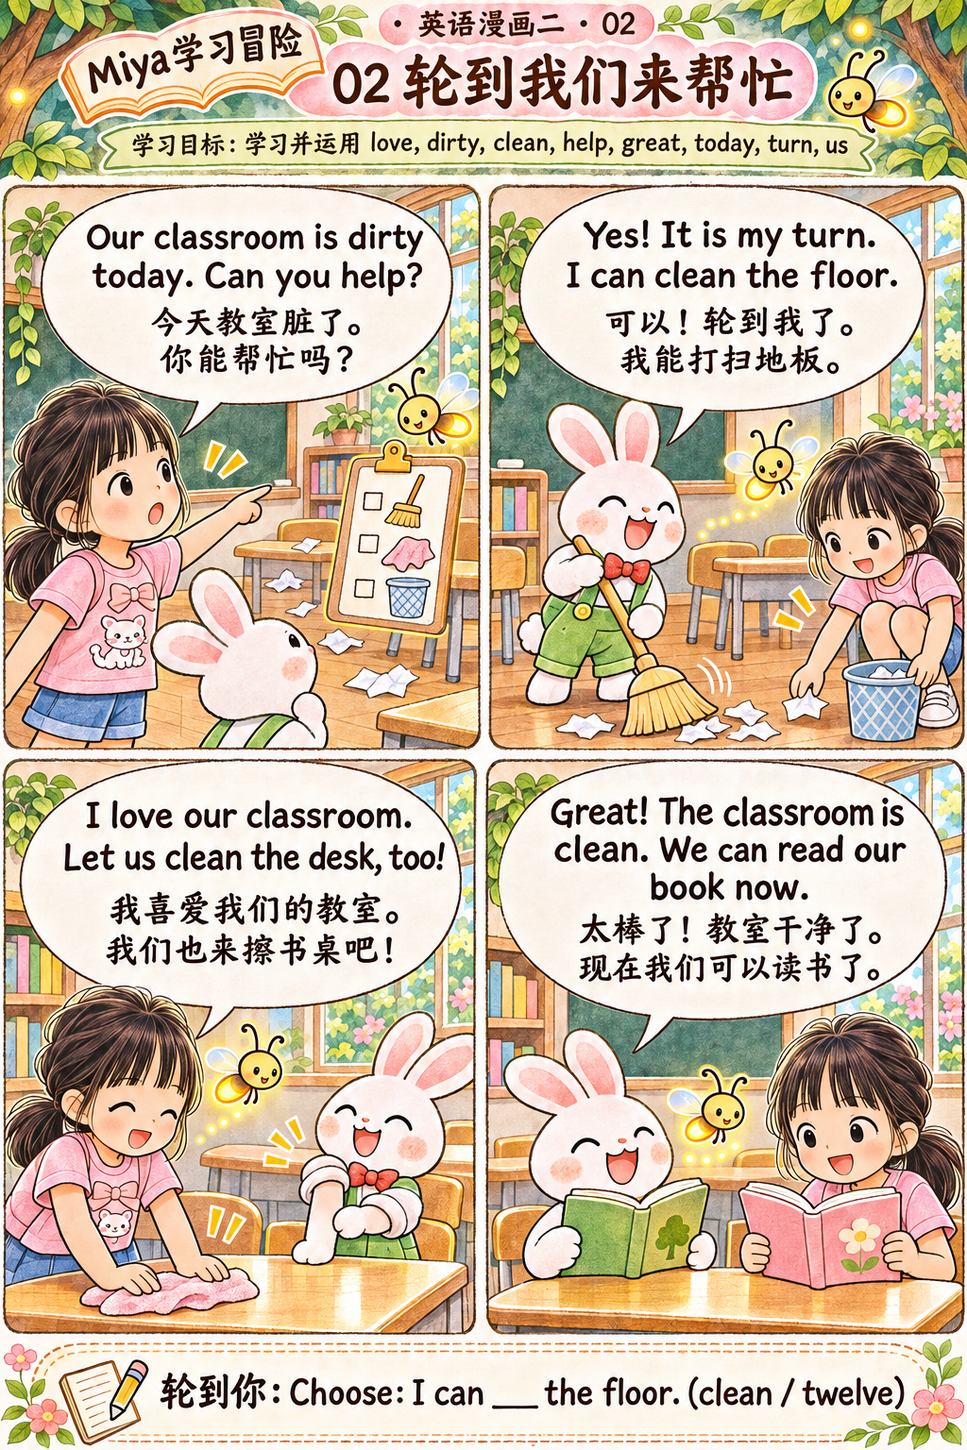 Miya学习冒险
· 英语漫画二 · 02
02 轮到我们来帮忙
学习目标：学习并运用 love, dirty, clean, help, great, today, turn, us
Our classroom is dirty
today. Can you help?
今天教室脏了。
你能帮忙吗？
Yes! It is my turn.
I can clean the floor.
可以！轮到我了。
我能打扫地板。
I love our classroom.
Let us clean the desk, too!
我喜爱我们的教室。
我们也来擦书桌吧！
Great! The classroom is
clean. We can read our
book now.
太棒了！教室干净了。
现在我们可以读书了。
轮到你：Choose: I can ___ the floor. (clean / twelve)